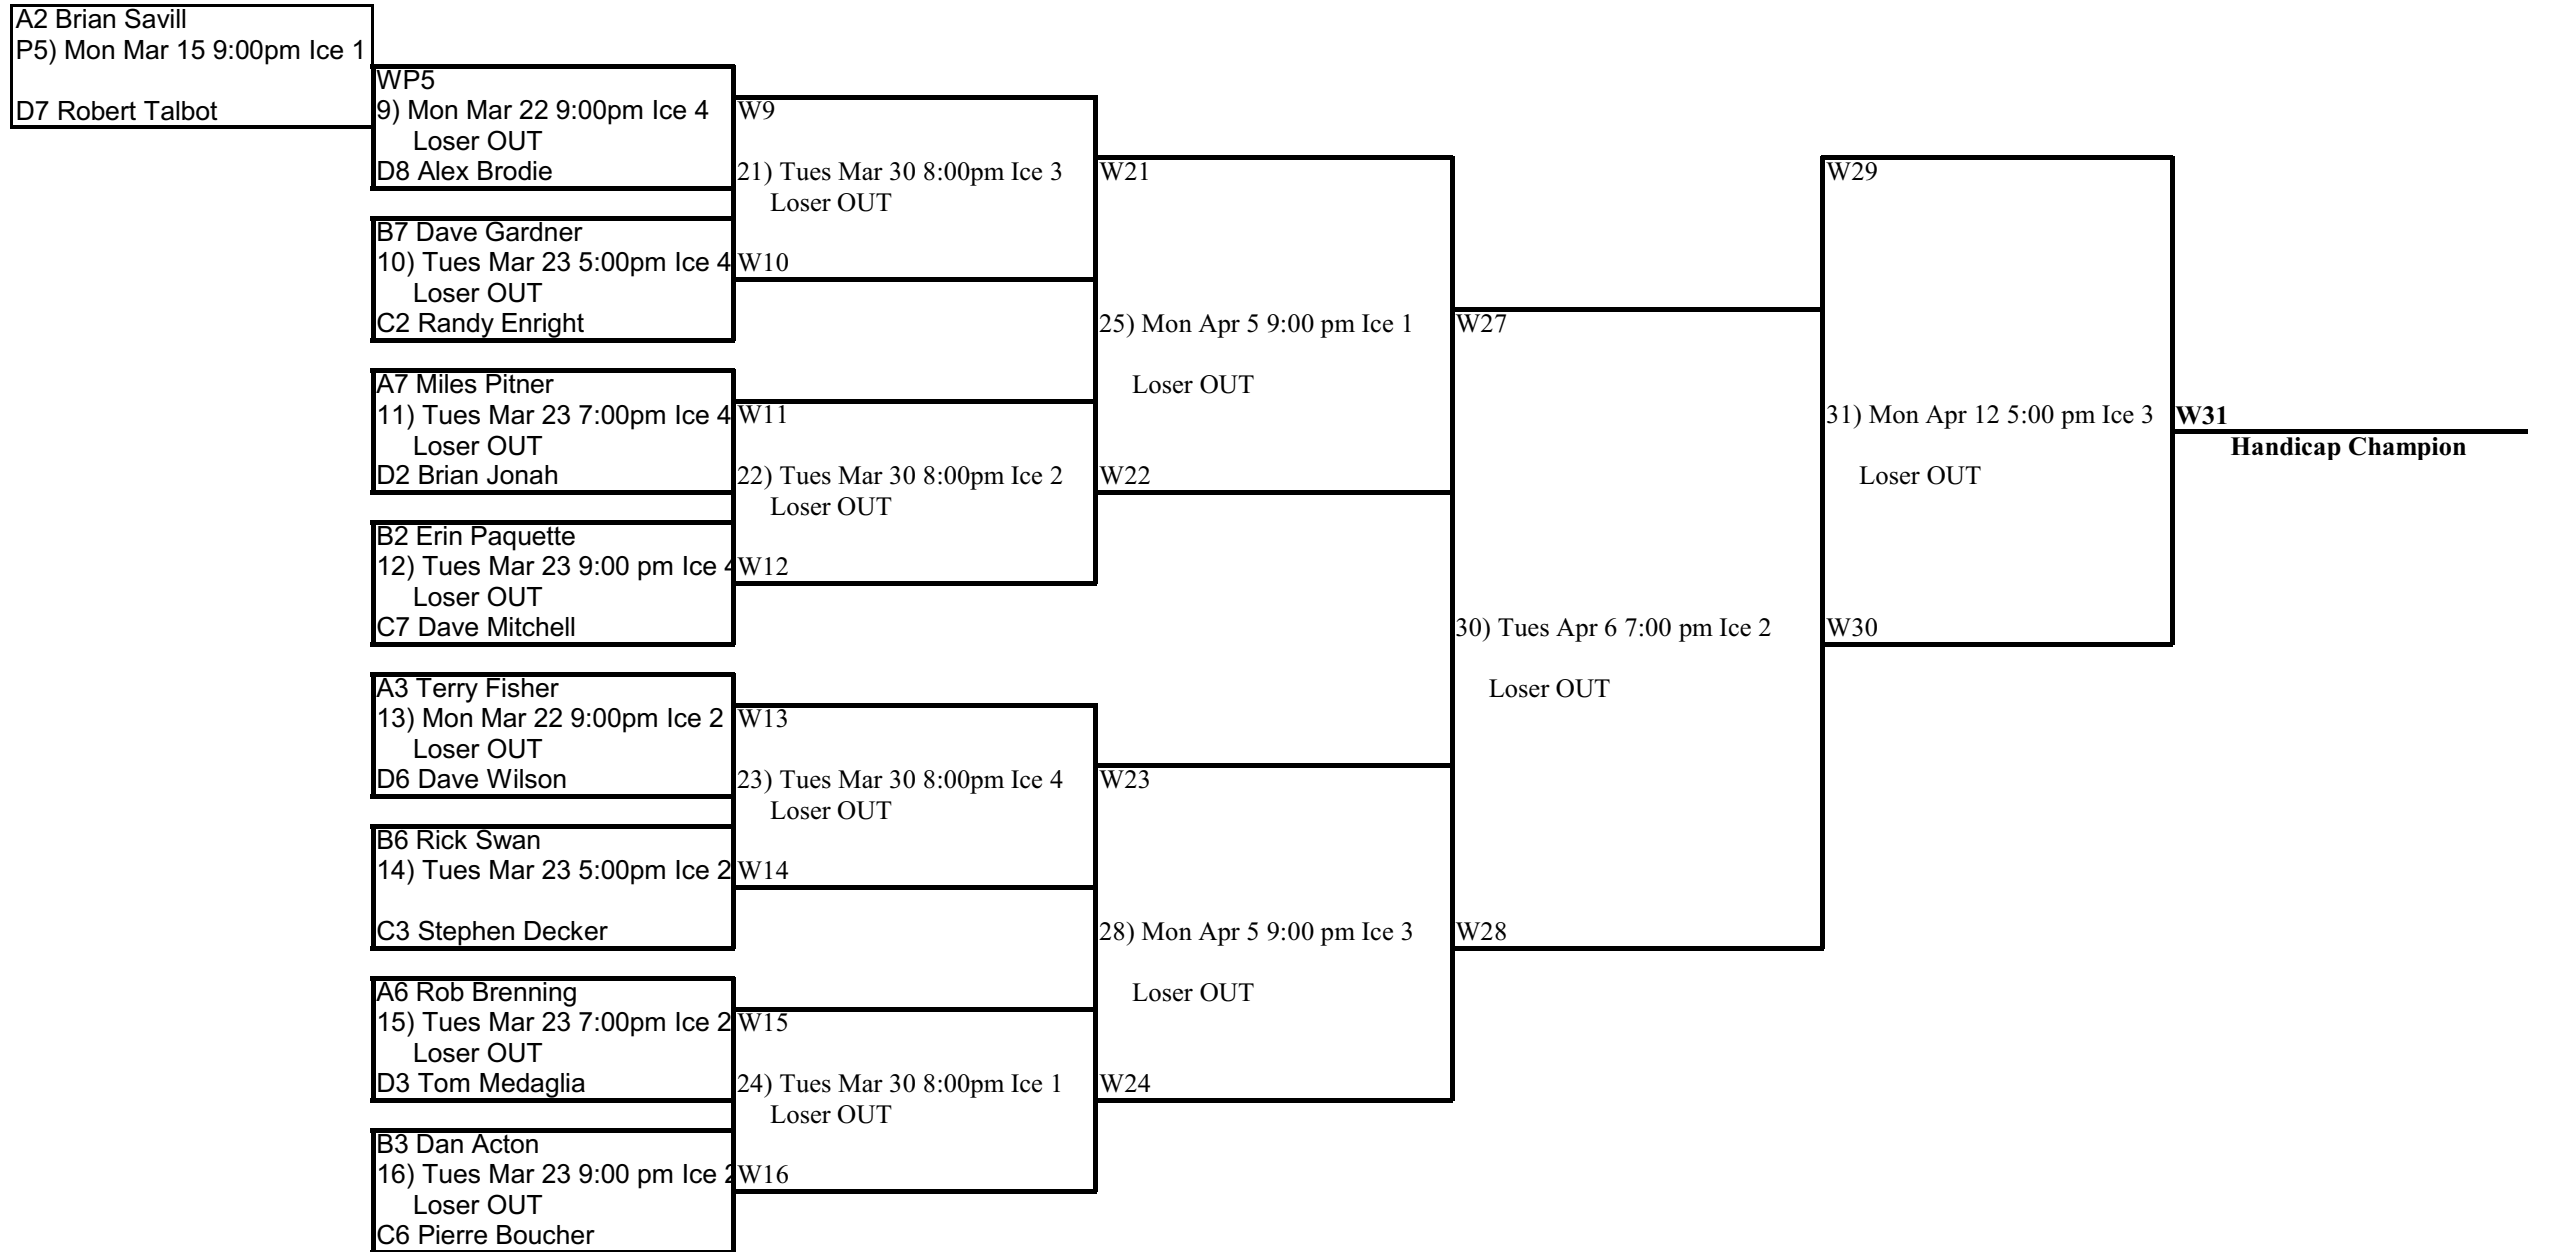 A2 Brian Savill
P5) Mon Mar 15 9:00pm Ice 1
D7 Robert Talbot
WP5
9) Mon Mar 22 9:00pm Ice 4
Loser OUT
D8 Alex Brodie
B7 Dave Gardner
10) Tues Mar 23 5:00pm Ice 4
Loser OUT
C2 Randy Enright
A7 Miles Pitner
11) Tues Mar 23 7:00pm Ice 4
Loser OUT
D2 Brian Jonah
B2 Erin Paquette
12) Tues Mar 23 9:00 pm Ice 4
Loser OUT
C7 Dave Mitchell
A3 Terry Fisher
13) Mon Mar 22 9:00pm Ice 2
Loser OUT
D6 Dave Wilson
B6 Rick Swan
14) Tues Mar 23 5:00pm Ice 2
C3 Stephen Decker
A6 Rob Brenning
15) Tues Mar 23 7:00pm Ice 2
Loser OUT
D3 Tom Medaglia
B3 Dan Acton
16) Tues Mar 23 9:00 pm Ice 2
Loser OUT
C6 Pierre Boucher
W9
21) Tues Mar 30 8:00pm Ice 3
Loser OUT
W10
W11
22) Tues Mar 30 8:00pm Ice 2
Loser OUT
W12
W13
23) Tues Mar 30 8:00pm Ice 4
Loser OUT
W14
W15
24) Tues Mar 30 8:00pm Ice 1
Loser OUT
W16
W21
25) Mon Apr 5 9:00 pm Ice 1
Loser OUT
W22
W23
28) Mon Apr 5 9:00 pm Ice 3
Loser OUT
W24
W27
30) Tues Apr 6 7:00 pm Ice 2
Loser OUT
W28
W29
31) Mon Apr 12 5:00 pm Ice 3
Loser OUT
W30
W31
Handicap Champion